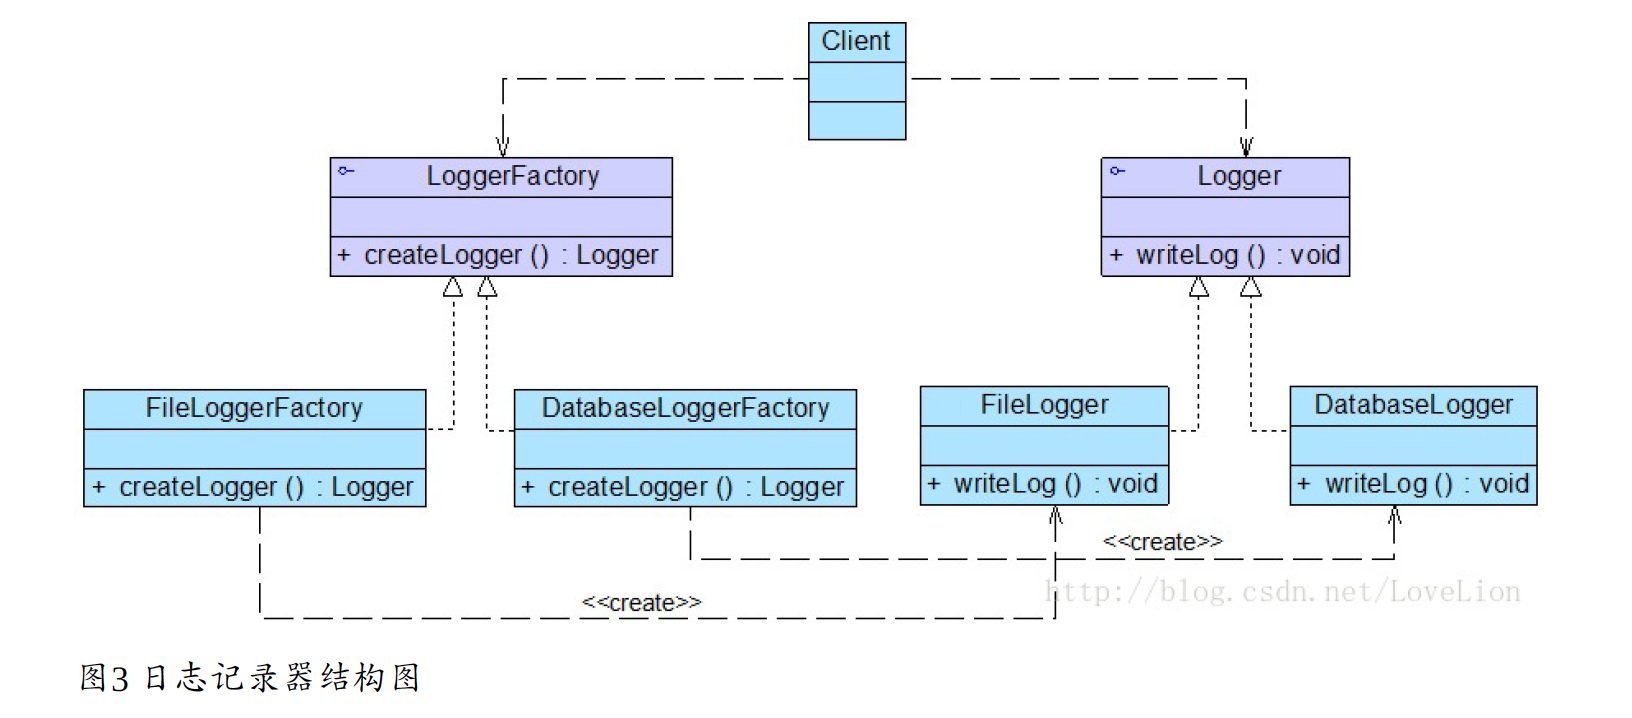 Client
LoggerFactory
+ createLogger () : Logger
Logger
+ writeLog () : void
FileLoggerFactory
+ createLogger () : Logger
DatabaseLoggerFactory
+ createLogger () : Logger
FileLogger
+ writeLog () : void
DatabaseLogger
+ writeLog () : void
<<create>>
<<create>>
http://blog.csdn.net/LoveLion
图3 日志记录器结构图